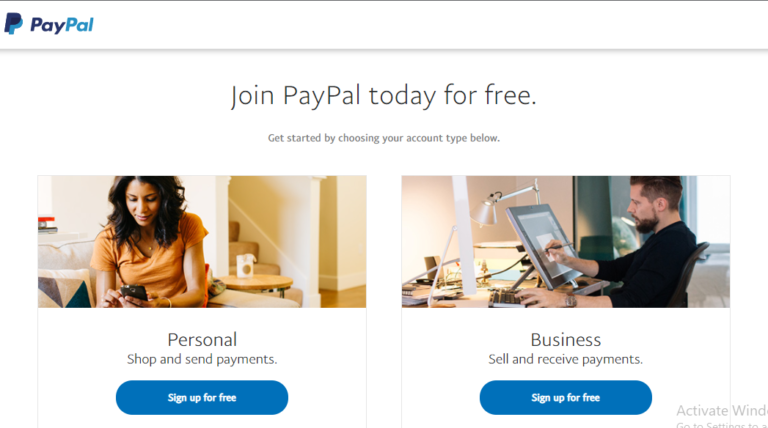 PayPal
Join PayPal today for free.
Get started by choosing your account type below.
Personal
Shop and send payments.
Sign up for free
Business
Sell and receive payments.
Sign up for free
Activate Wind
Go to Settings to a